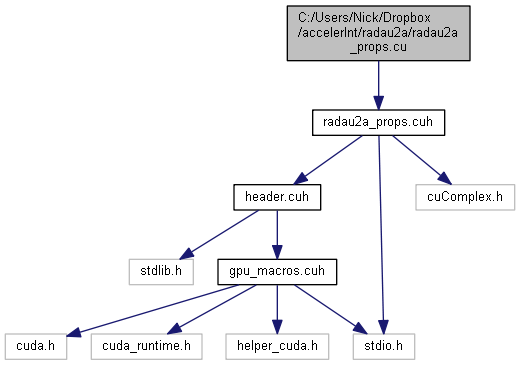 C:/Users/Nick/Dropbox
/accelerInt/radau2a/radau2a
_props.cu
radau2a_props.cuh
header.cuh
cuComplex.h
stdlib.h
gpu_macros.cuh
cuda.h
cuda_runtime.h
helper_cuda.h
stdio.h